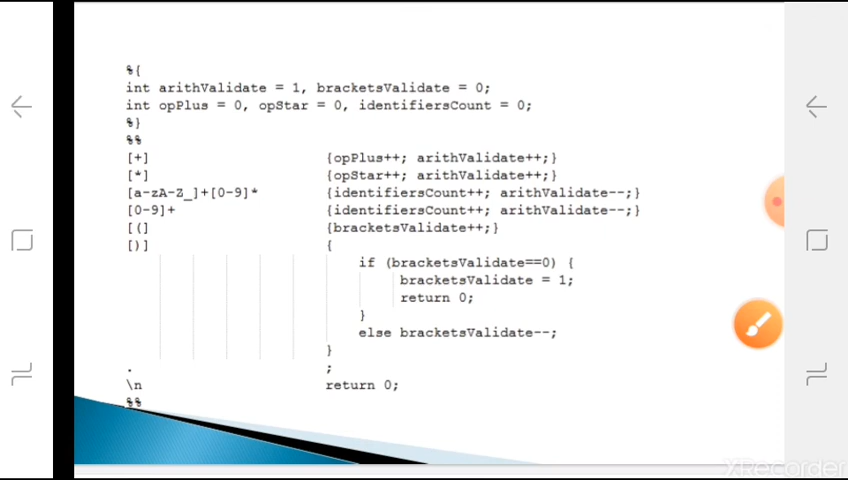 %{
int arithValidate = 1, bracketsValidate = 0;
int opPlus = 0, opStar = 0, identifiersCount = 0;
%}
%%
[+] {opPlus++; arithValidate++;}
[*] {opStar++; arithValidate++;}
[a-zA-Z_]+[0-9]* {identifiersCount++; arithValidate--;}
[0-9]+ {identifiersCount++; arithValidate--;}
[(] {bracketsValidate++;}
[)] {
if (bracketsValidate==0) {
bracketsValidate = 1;
return 0;
}
else bracketsValidate--;
}
. ;
\n return 0;
%%
XRecorder